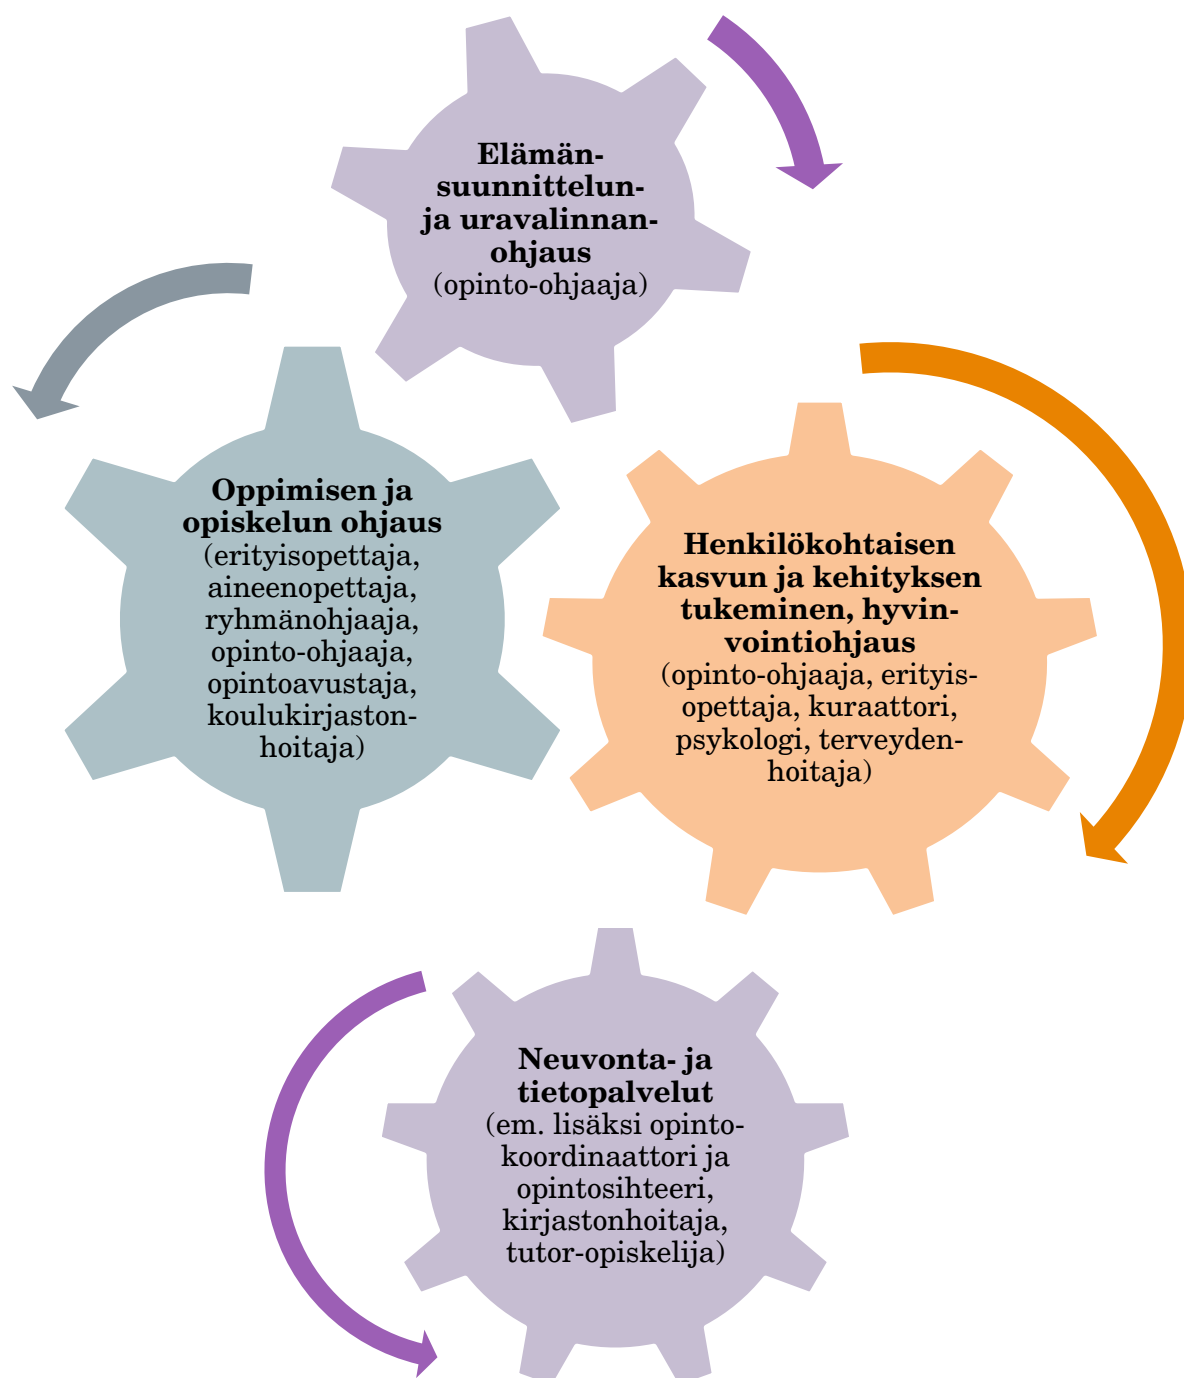 Elämän-
suunnittelun-
ja uravalinnan-
ohjaus
(opinto-ohjaaja)
Oppimisen ja
opiskelun ohjaus
(erityisopettaja,
aineenopettaja,
ryhmänohjaaja,
opinto-ohjaaja,
opintoavustaja,
koulukirjaston-
hoitaja)
Henkilökohtaisen
kasvun ja kehityksen
tukeminen, hyvin-
vointiohjaus
(opinto-ohjaaja, erityis-
opettaja, kuraattori,
psykologi, terveyden-
hoitaja)
Neuvonta- ja
tietopalvelut
(em. lisäksi opinto-
koordinaattori ja
opintosihteeri,
kirjastonhoitaja,
tutor-opiskelija)